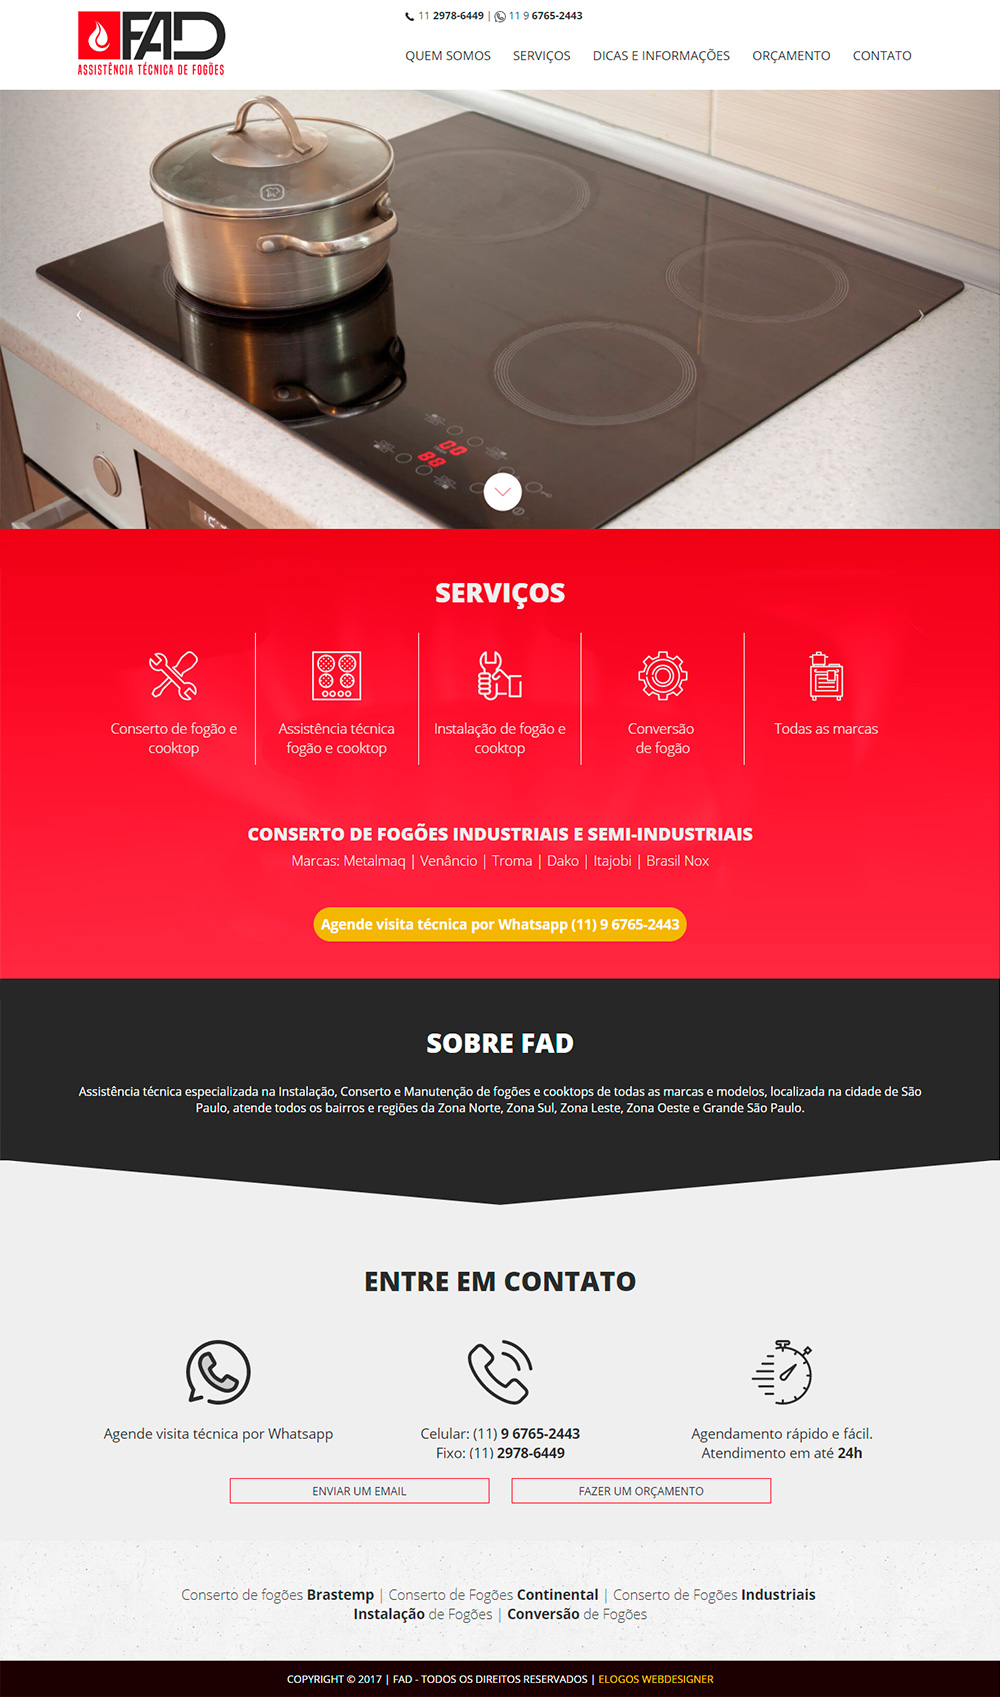 FAD
ASSISTÊNCIA TÉCNICA DE FOGÕES
11 2978-6449 | 11 9 6765-2443
QUEM SOMOS SERVIÇOS DICAS E INFORMAÇÕES ORÇAMENTO CONTATO
SERVIÇOS
Conserto de fogão e
cooktop
Assistência técnica
fogão e cooktop
Instalação de fogão e
cooktop
Conversão
de fogão
Todas as marcas
CONSERTO DE FOGÕES INDUSTRIAIS E SEMI-INDUSTRIAIS
Marcas: Metalmaq | Venâncio | Troma | Dako | Itajobi | Brasil Nox
Agende visita técnica por Whatsapp (11) 9 6765-2443
SOBRE FAD
Assistência técnica especializada na Instalação, Conserto e Manutenção de fogões e cooktops de todas as marcas e modelos, localizada na cidade de São
Paulo, atende todos os bairros e regiões da Zona Norte, Zona Sul, Zona Leste, Zona Oeste e Grande São Paulo.
ENTRE EM CONTATO
Agende visita técnica por Whatsapp
Celular: (11) 9 6765-2443
Fixo: (11) 2978-6449
Agendamento rápido e fácil.
Atendimento em até 24h
ENVIAR UM EMAIL
FAZER UM ORÇAMENTO
Conserto de fogões Brastemp | Conserto de Fogões Continental | Conserto de Fogões Industriais
Instalação de Fogões | Conversão de Fogões
COPYRIGHT © 2017 | FAD - TODOS OS DIREITOS RESERVADOS | ELOGOS WEBDESIGNER